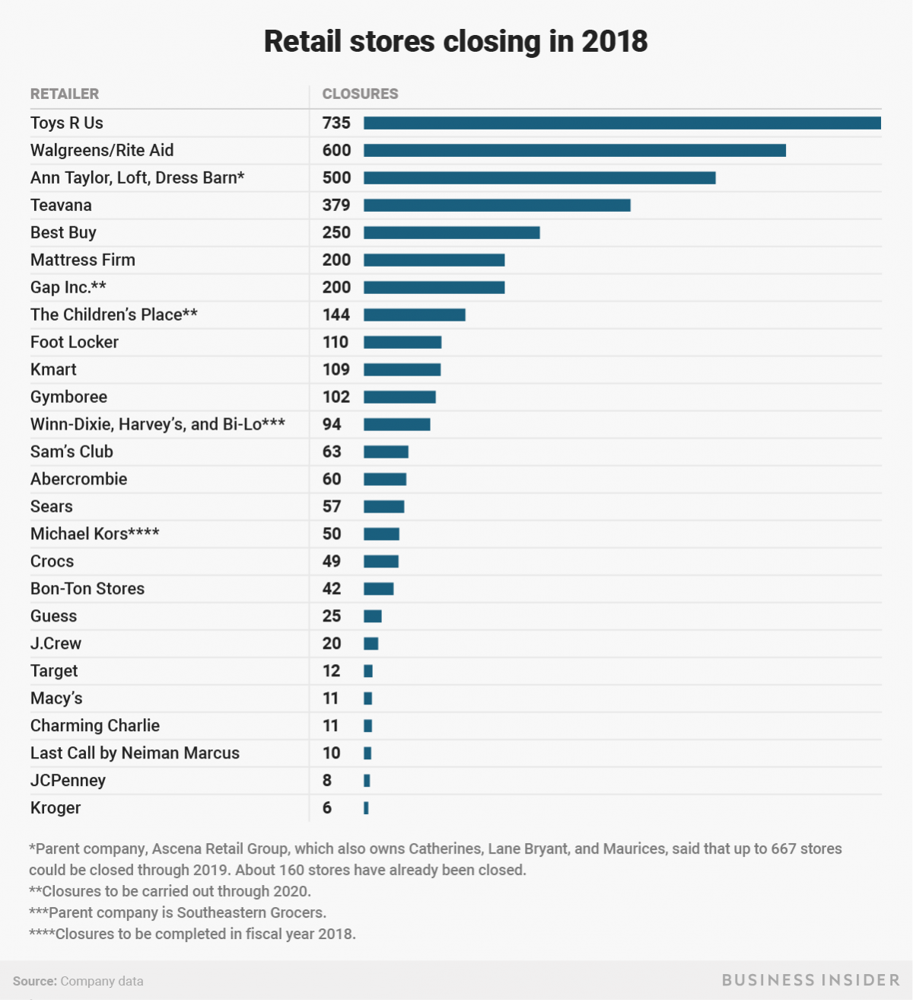 Retail stores closing in 2018
RETAILER CLOSURES
Toys R Us 735
Walgreens/Rite Aid 600
Ann Taylor, Loft, Dress Barn* 500
Teavana 379
Best Buy 250
Mattress Firm 200
Gap Inc.** 200
The Children’s Place** 144
Foot Locker 110
Kmart 109
Gymboree 102
Winn-Dixie, Harvey’s, and Bi-Lo*** 94
Sam’s Club 63
Abercrombie 60
Sears 57
Michael Kors**** 50
Crocs 49
Bon-Ton Stores 42
Guess 25
J.Crew 20
Target 12
Macy’s 11
Charming Charlie 11
Last Call by Neiman Marcus 10
JCPenney 8
Kroger 6
*Parent company, Ascena Retail Group, which also owns Catherines, Lane Bryant, and Maurices, said that up to 667 stores
could be closed through 2019. About 160 stores have already been closed.
**Closures to be carried out through 2020.
***Parent company is Southeastern Grocers.
****Closures to be completed in fiscal year 2018.
Source: Company data BUSINESS INSIDER